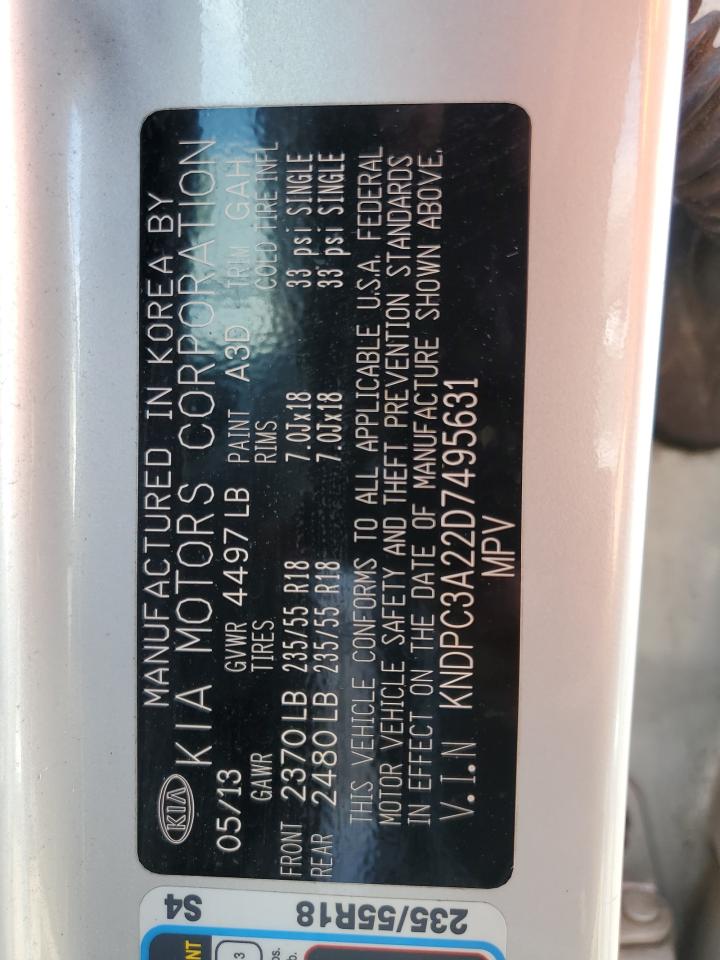 MANUFACTURED IN KOREA BY
KIA KIA MOTORS CORPORATION
05/13 GVWR 4497 LB PAINT A3D TRIM GAH
GAWR TIRES RIMS COLD TIRE INFL
FRONT 2370 LB 235/55 R18 7.0Jx18 33 psi SINGLE
REAR 2480 LB 235/55 R18 7.0Jx18 33 psi SINGLE
THIS VEHICLE CONFORMS TO ALL APPLICABLE U.S.A. FEDERAL
MOTOR VEHICLE SAFETY AND THEFT PREVENTION STANDARDS
IN EFFECT ON THE DATE OF MANUFACTURE SHOWN ABOVE.
V.I.N KNDPC3A22D7495631
MPV
S4
235/55R18
3